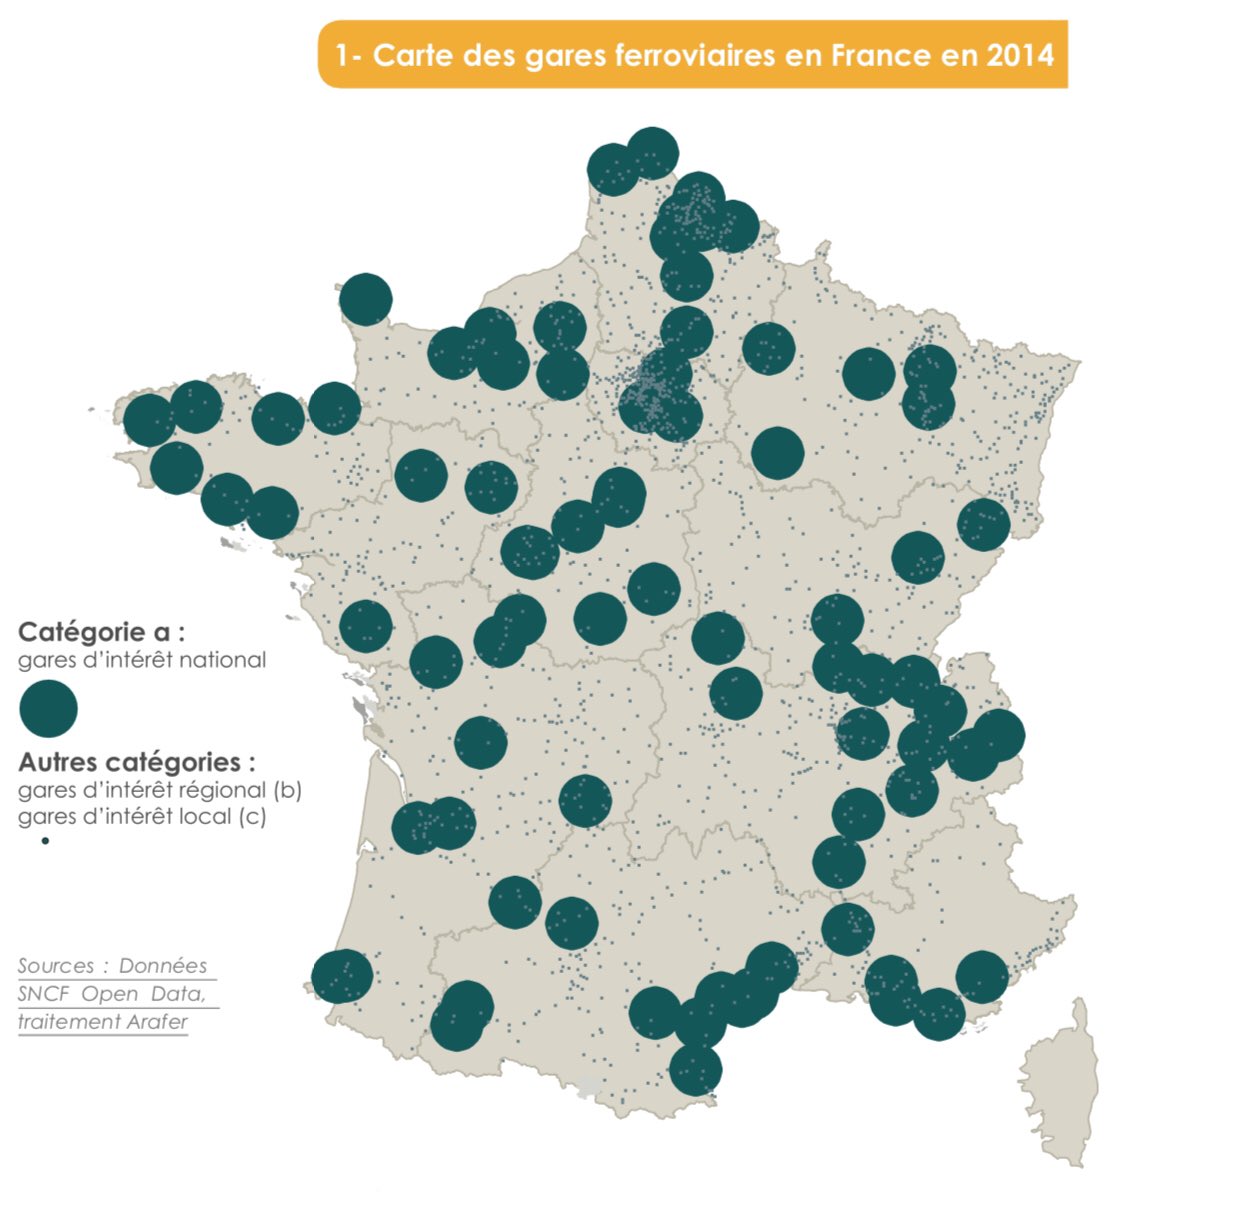 1- Carte des gares ferroviaires en France en 2014
Catégorie a :
gares d'intérêt national
Autres catégories :
gares d'intérêt régional (b)
gares d'intérêt local (c)
Sources : Données
SNCF Open Data,
traitement Arafer